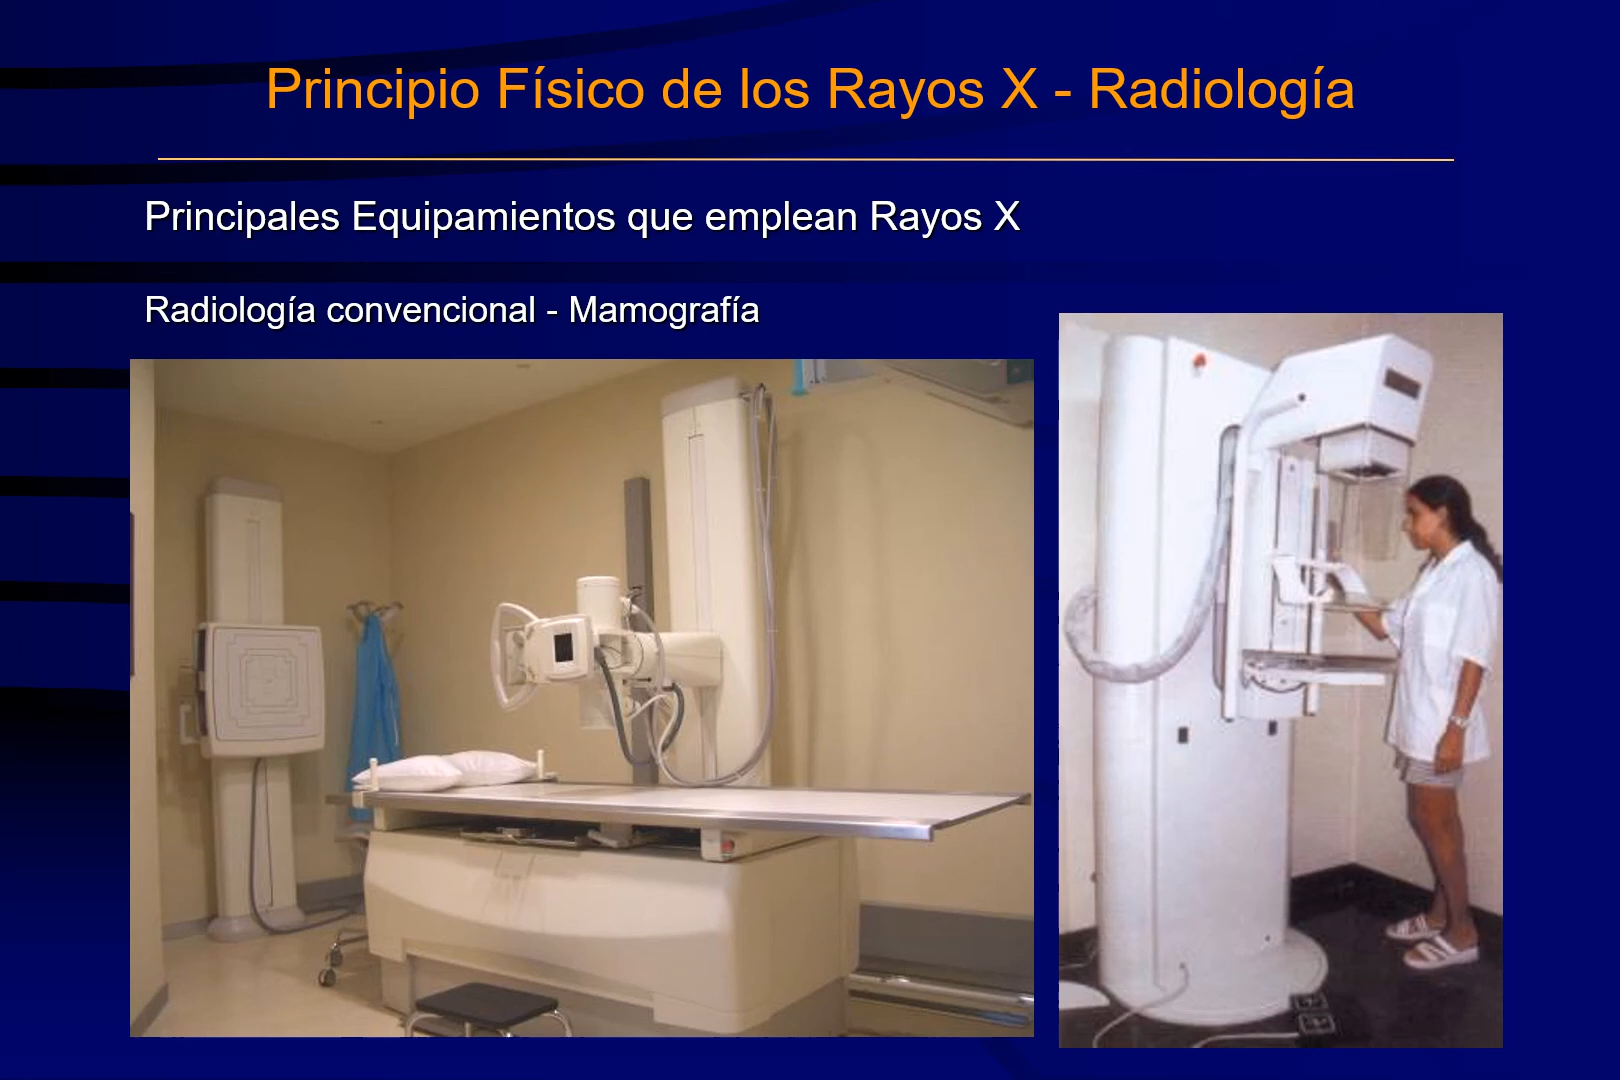 Principio Físico de los Rayos X - Radiología
Principales Equipamientos que emplean Rayos X
Radiología convencional - Mamografía